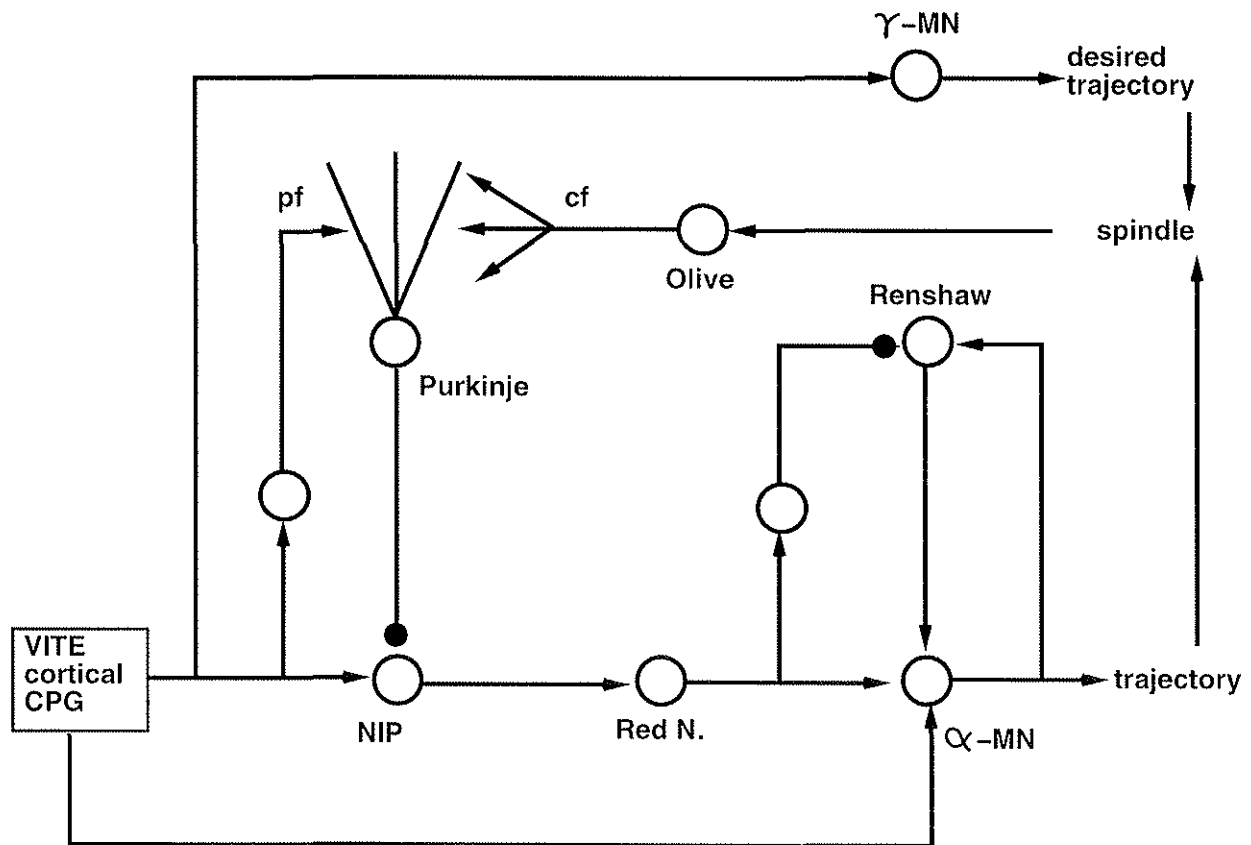 γ-MN
desired
trajectory
pf
cf
spindle
Olive
Renshaw
Purkinje
VITE
cortical
CPG
NIP
Red N.
α-MN
trajectory